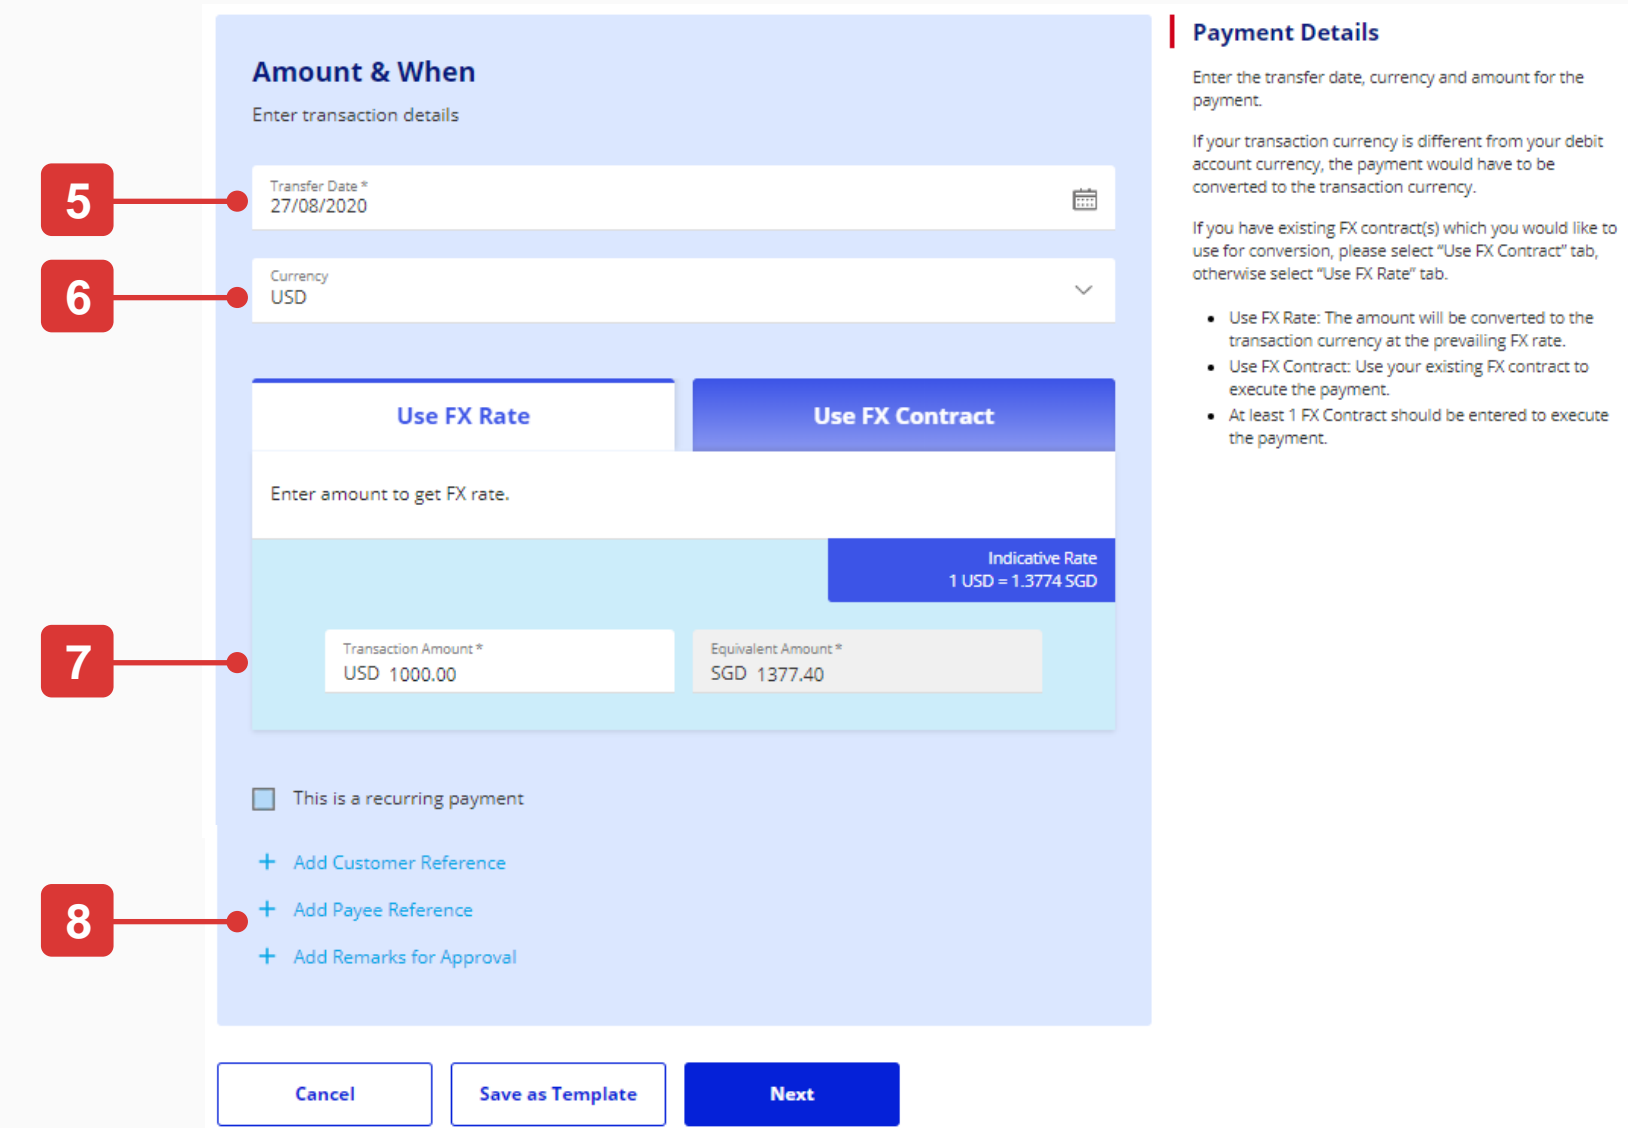 Amount & When
Enter transaction details
5
Transfer Date *
27/08/2020
6
Currency
USD
Use FX Rate
Use FX Contract
Enter amount to get FX rate.
Indicative Rate
1 USD = 1.3774 SGD
7
Transaction Amount *
USD 1000.00
Equivalent Amount *
SGD 1377.40
This is a recurring payment
+ Add Customer Reference
8
+ Add Payee Reference
+ Add Remarks for Approval
Cancel
Save as Template
Next
Payment Details
Enter the transfer date, currency and amount for the
payment.
If your transaction currency is different from your debit
account currency, the payment would have to be
converted to the transaction currency.
If you have existing FX contract(s) which you would like to
use for conversion, please select “Use FX Contract” tab,
otherwise select “Use FX Rate” tab.
• Use FX Rate: The amount will be converted to the
transaction currency at the prevailing FX rate.
• Use FX Contract: Use your existing FX contract to
execute the payment.
• At least 1 FX Contract should be entered to execute
the payment.